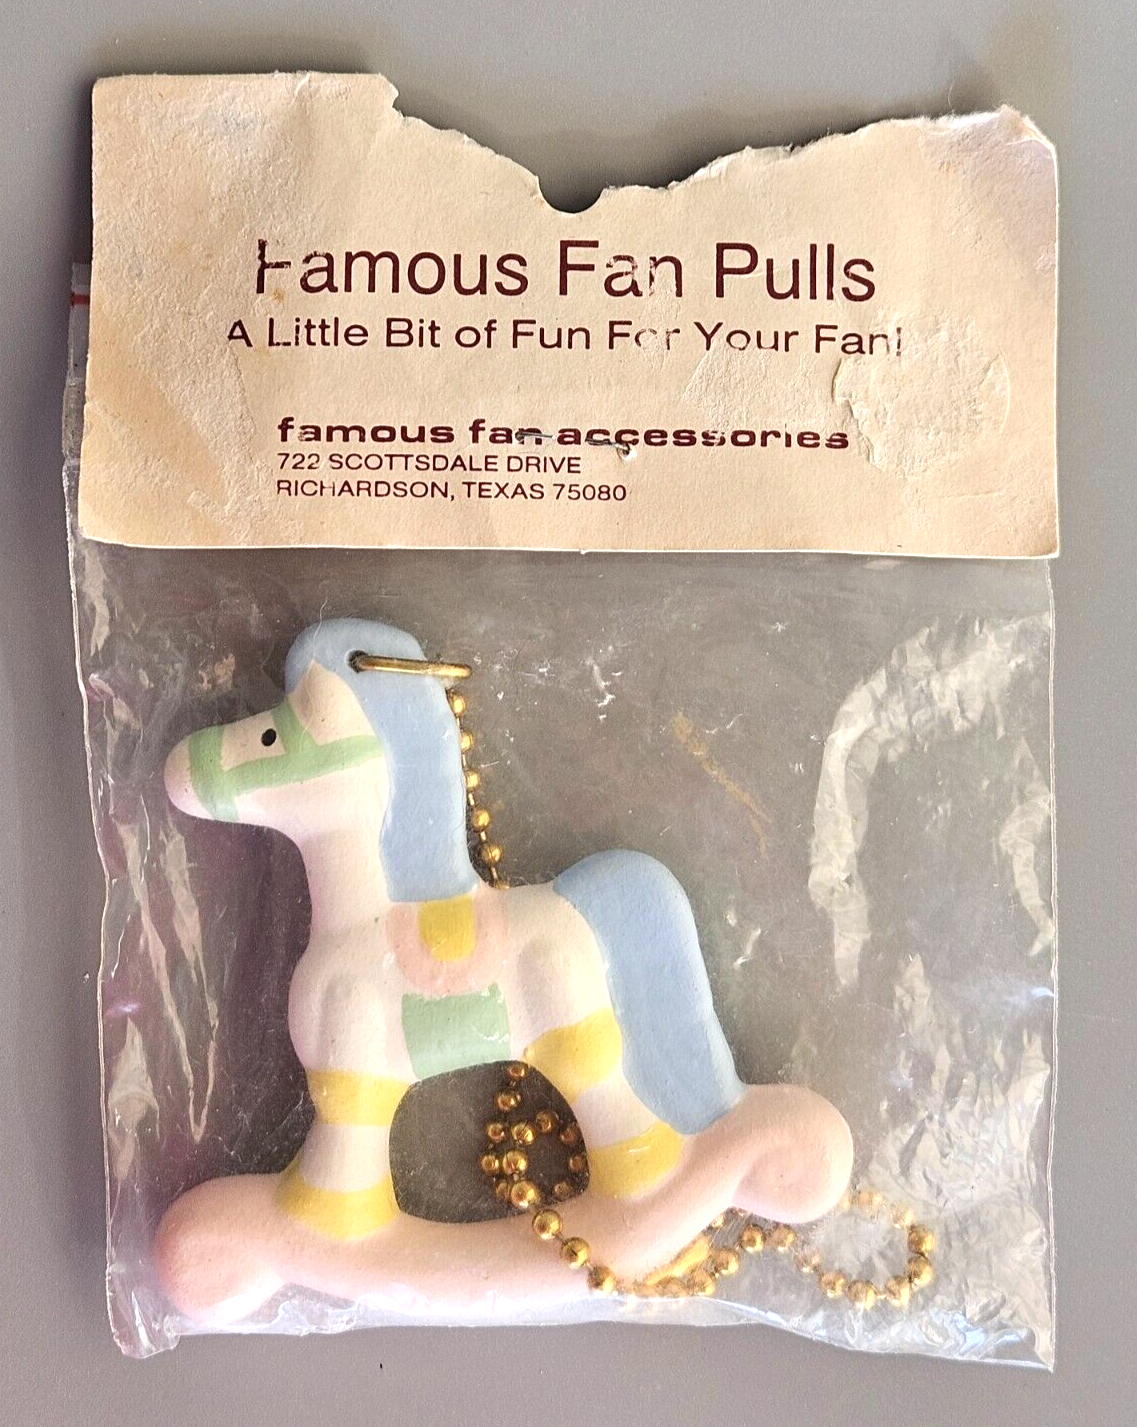 Famous Fan Pulls
A Little Bit of Fun For Your Fan!
famous fan accessories
722 SCOTTSDALE DRIVE
RICHARDSON, TEXAS 75080